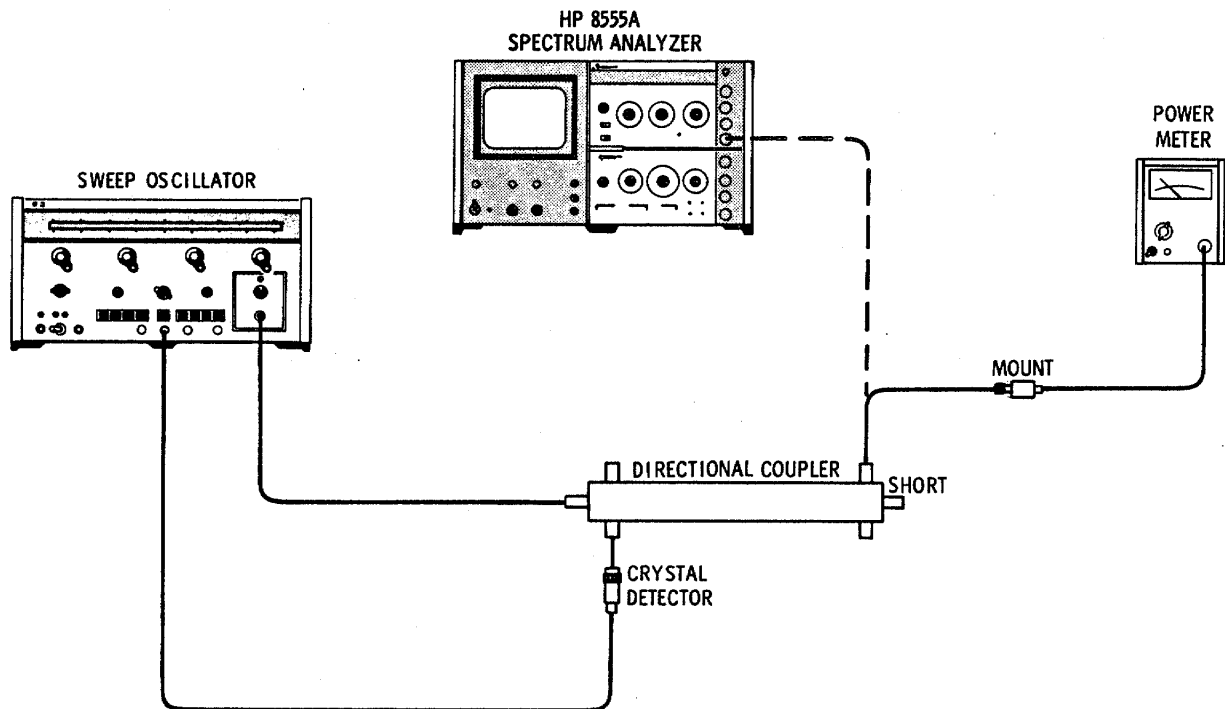 HP 8555A
SPECTRUM ANALYZER
POWER
METER
SWEEP OSCILLATOR
MOUNT
DIRECTIONAL COUPLER
SHORT
CRYSTAL
DETECTOR